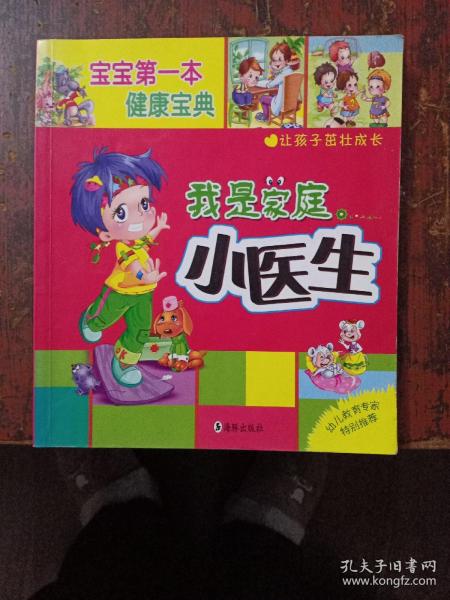 宝宝第一本
健康宝典
让孩子茁壮成长
我是家庭
小医生
幼儿教育专家
特别推荐
海豚出版社
孔夫子旧书网
www.kongfz.com